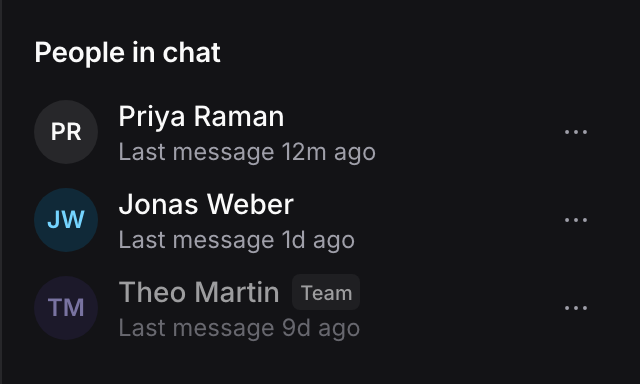 People in chat
PR
Priya Raman
Last message 12m ago
JW
Jonas Weber
Last message 1d ago
TM
Theo Martin Team
Last message 9d ago